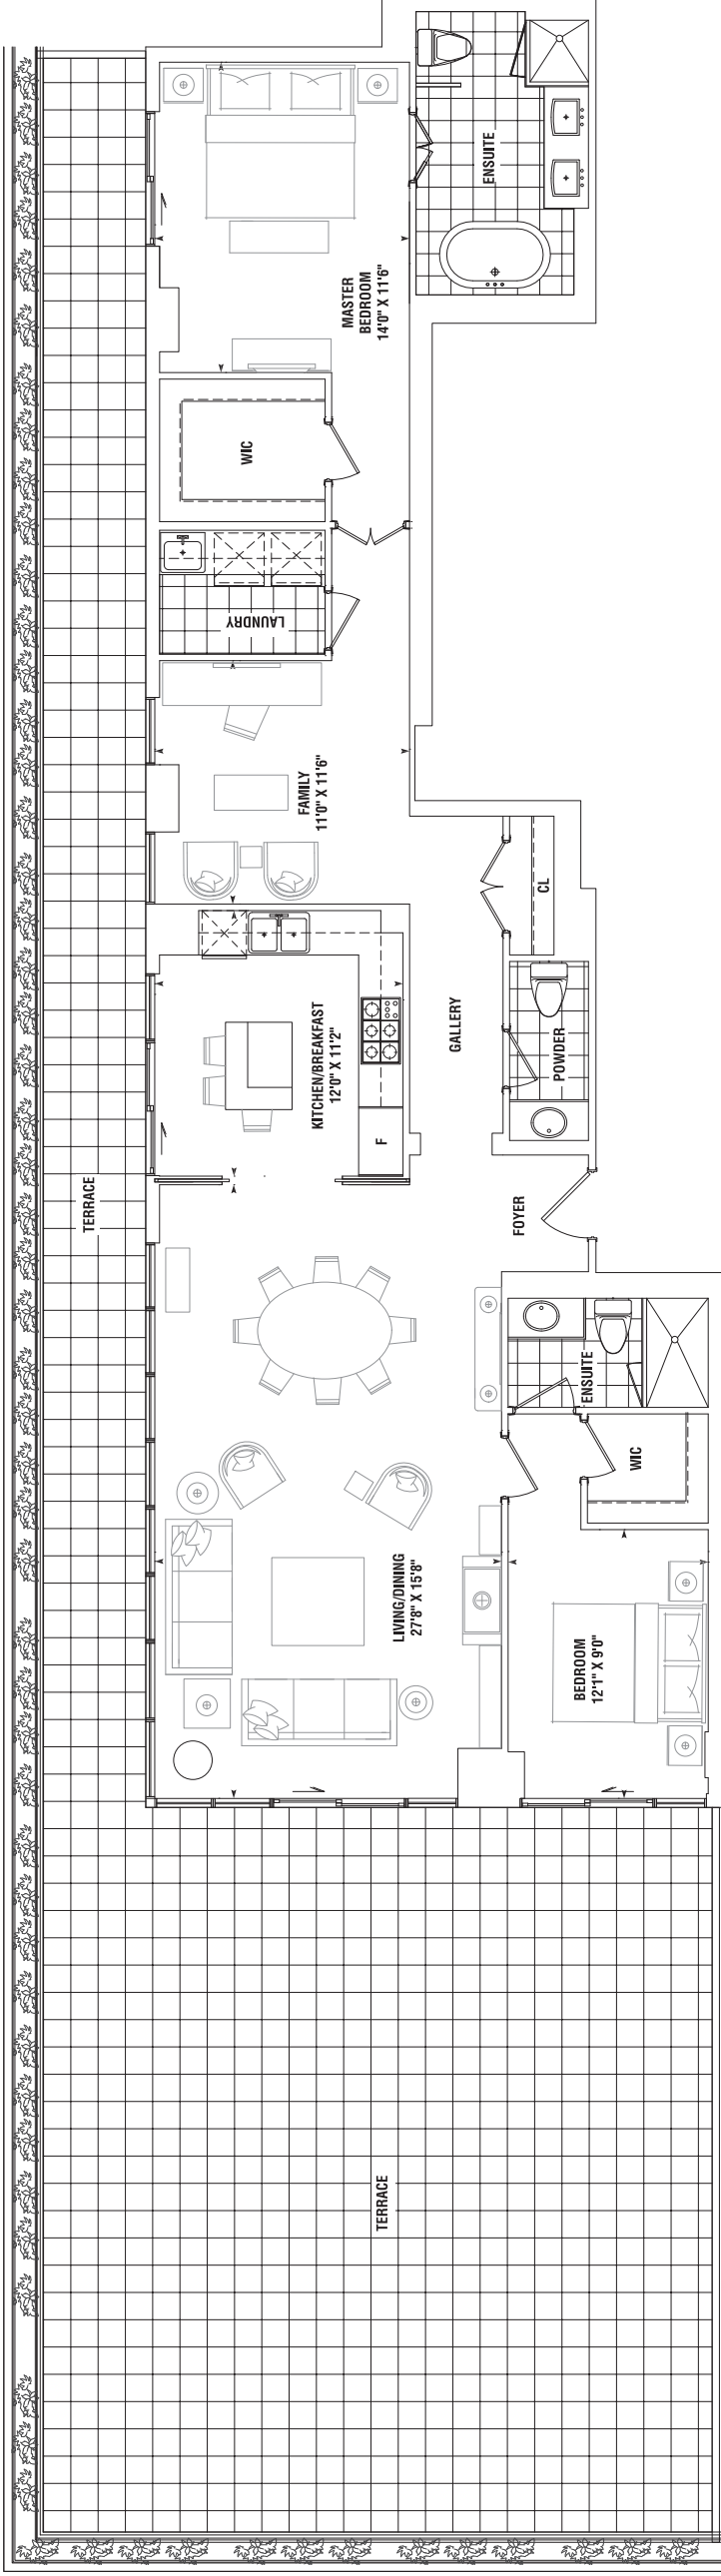 ENSUITE
MASTER
BEDROOM
14'0" X 11'6"
WIC
LAUNDRY
FAMILY
11'0" X 11'6"
CL
KITCHEN/BREAKFAST
12'0" X 11'2"
GALLERY
POWDER
F
TERRACE
FOYER
ENSUITE
WIC
LIVING/DINING
27'8" X 15'8"
BEDROOM
12'1" X 9'0"
TERRACE